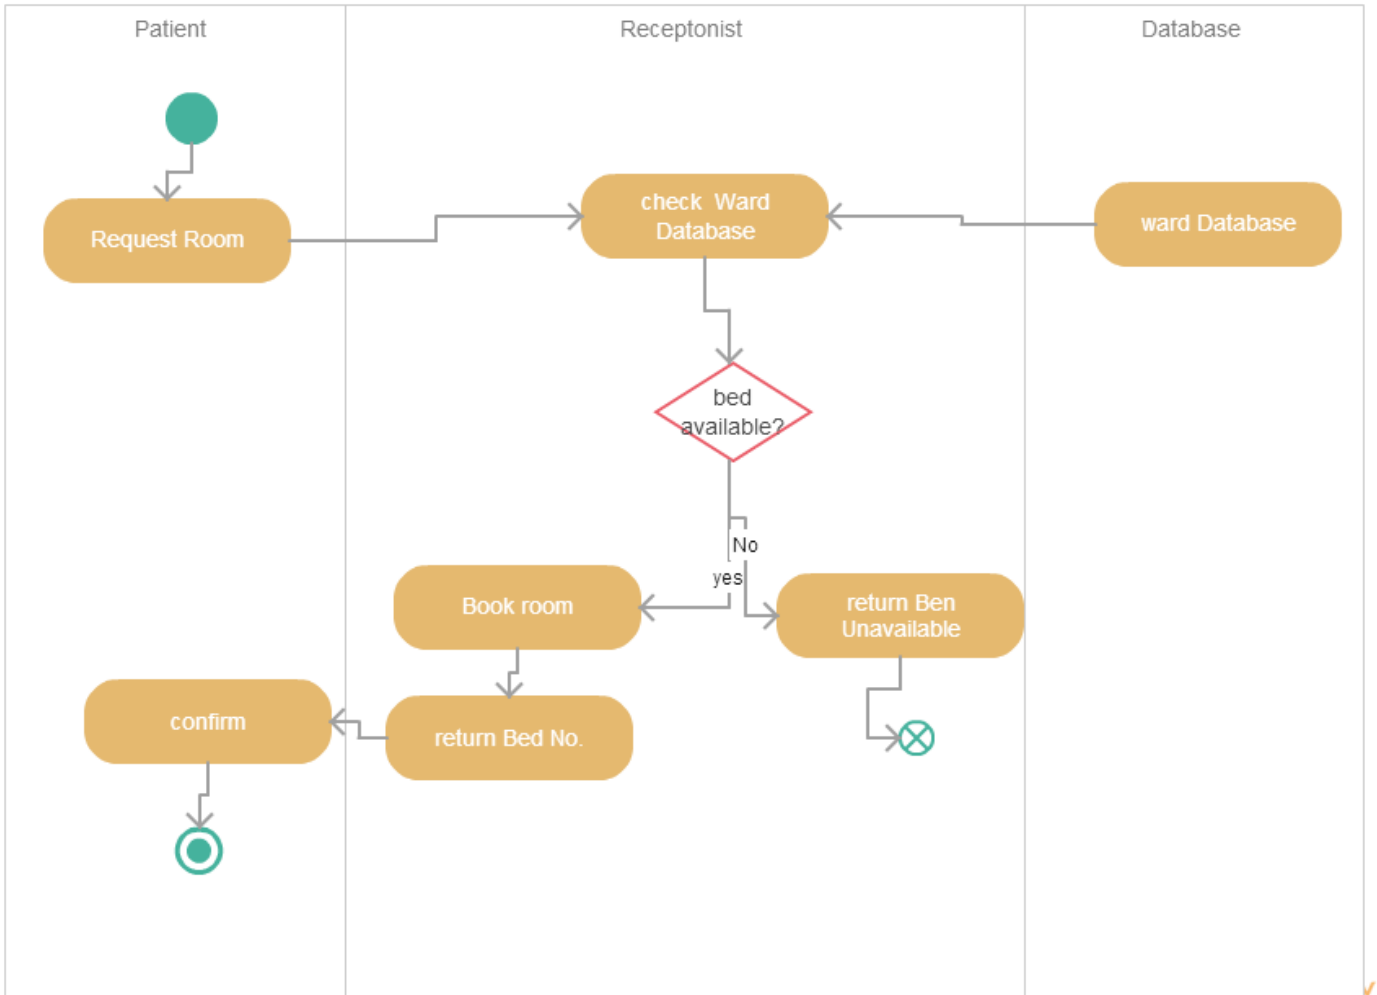 Patient
Receptonist
Database
Request Room
check Ward
Database
ward Database
bed
available?
No
yes
Book room
return Ben
Unavailable
confirm
return Bed No.